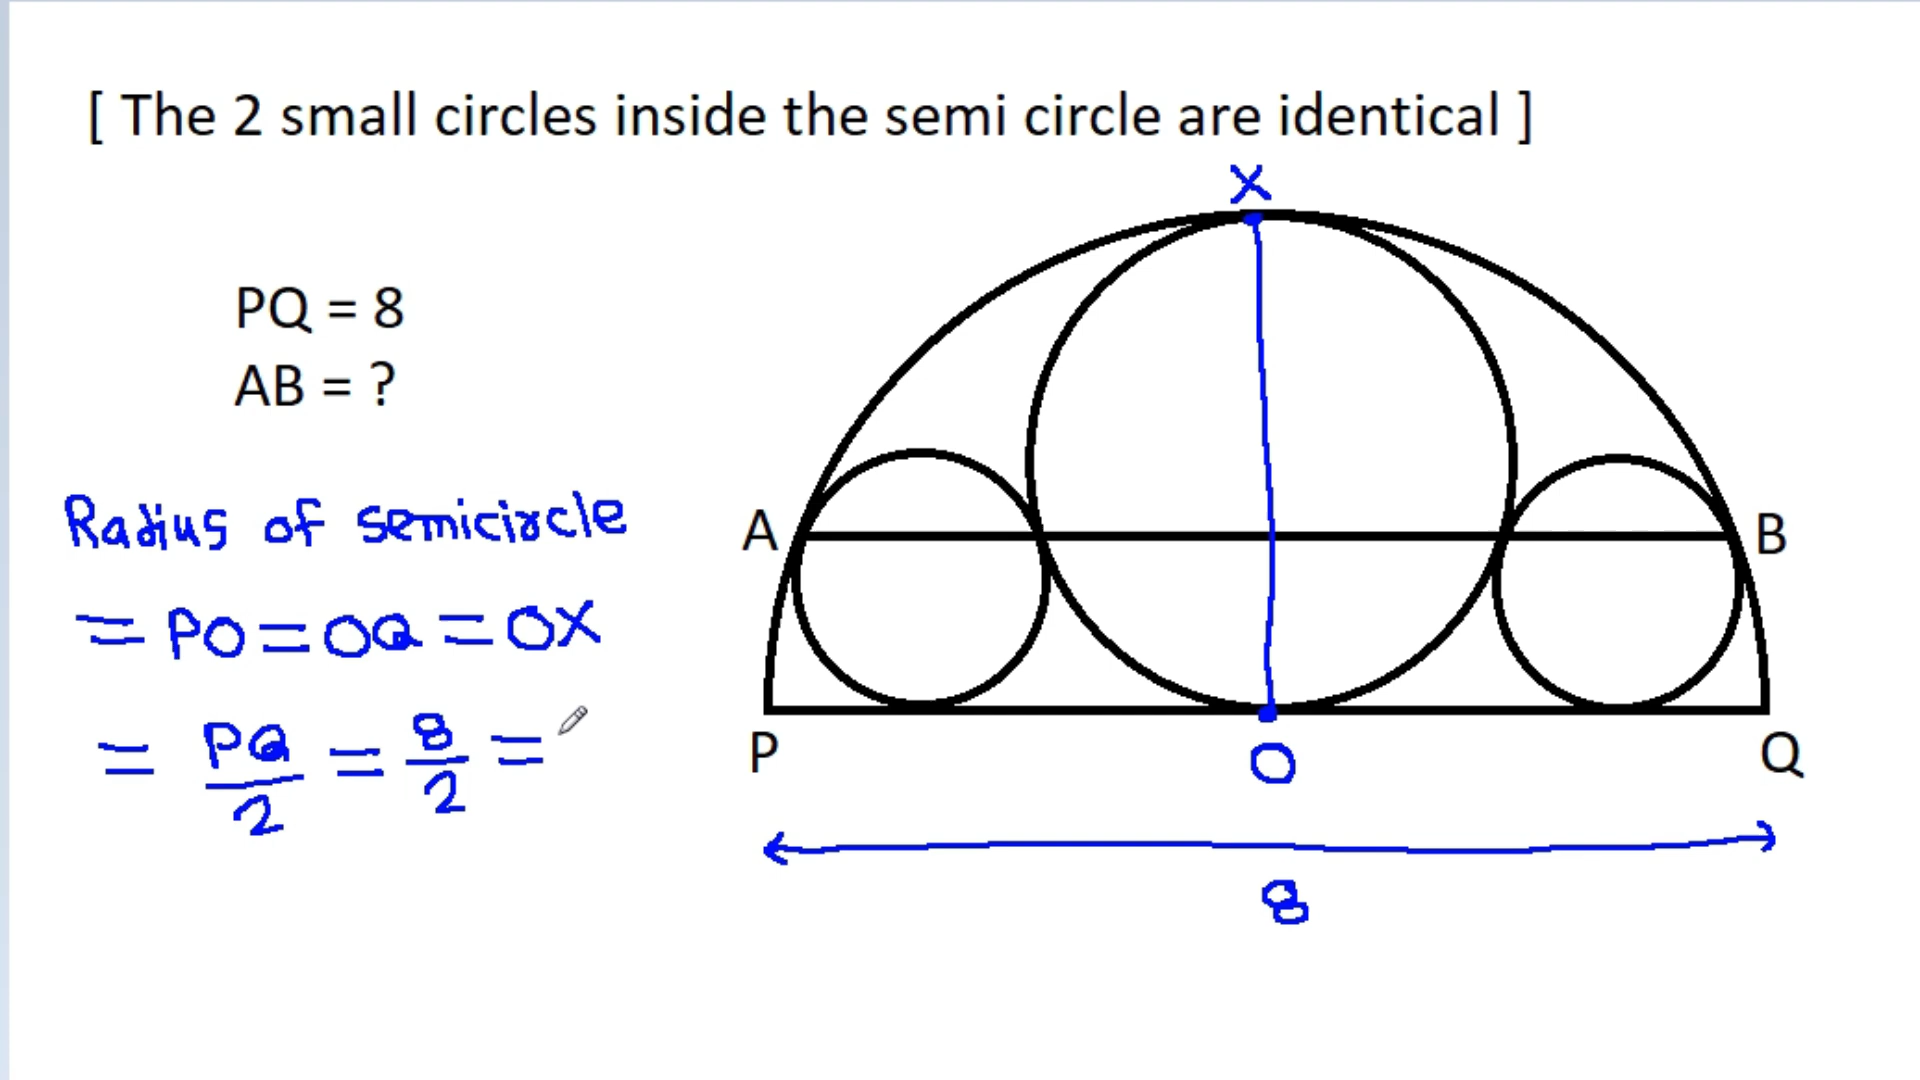 [ The 2 small circles inside the semi circle are identical ]
X
PQ = 8
AB = ?
Radius of semicircle
A
B
= PO = OQ = OX
= PQ/2 = 8/2 =
P
O
Q
8